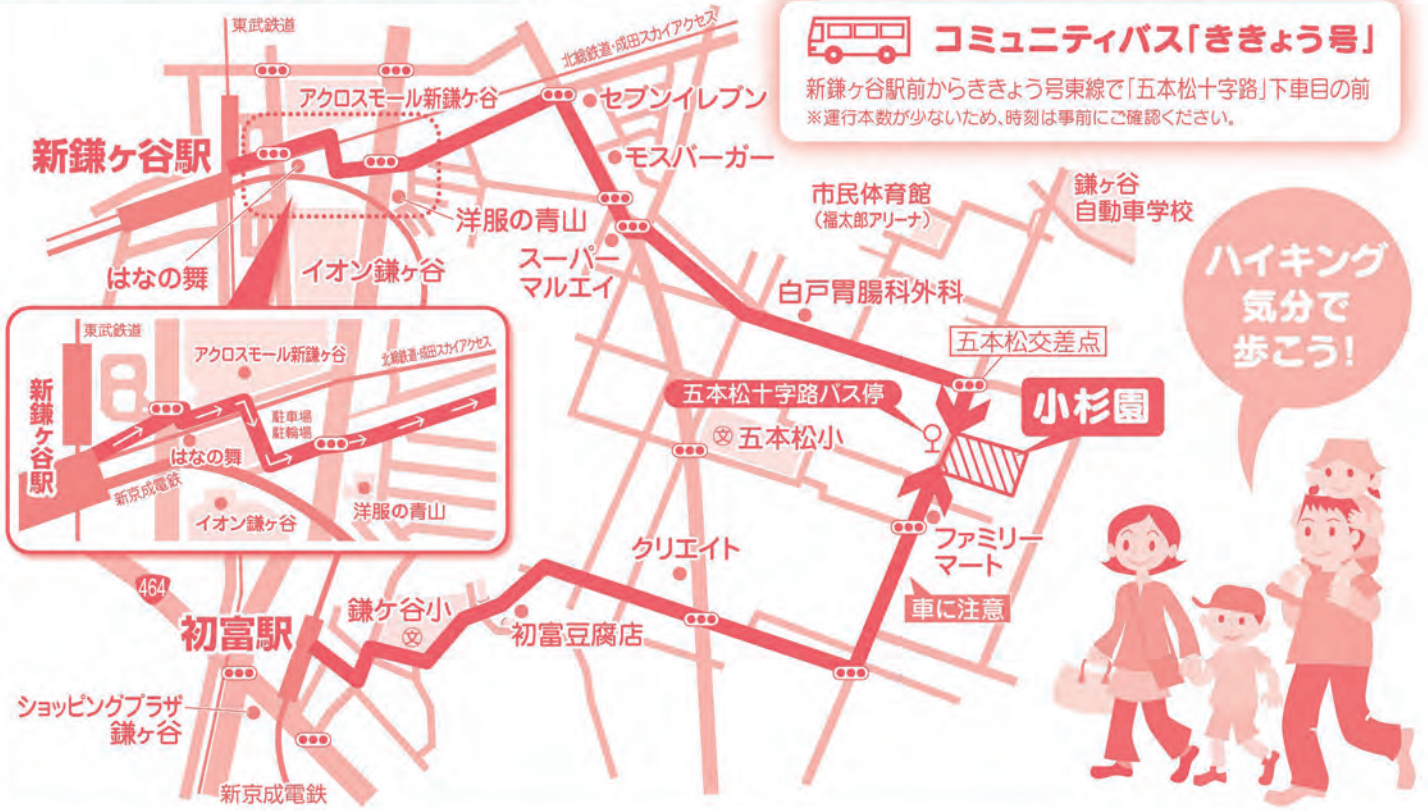 コミュニティバス「ききょう号」
新鎌ヶ谷駅前からききょう号東線で「五本松十字路」下車目の前
※運行本数が少ないため、時刻は事前にご確認ください。
東武鉄道
北総鉄道・成田スカイアクセス
アクロスモール新鎌ケ谷
セブンイレブン
新鎌ヶ谷駅
モスバーガー
洋服の青山
はなの舞
イオン鎌ヶ谷
スーパー
マルエイ
市民体育館
(福太郎アリーナ)
鎌ヶ谷
自動車学校
白戸胃腸科外科
五本松交差点
小杉園
五本松十字路バス停
文 五本松小
ファミリー
マート
車に注意
クリエイト
ハイキング
気分で
歩こう!
東武鉄道
アクロスモール新鎌ケ谷
北総鉄道・成田スカイアクセス
新鎌ヶ谷駅
駐車場
駐輪場
はなの舞
新京成電鉄
イオン鎌ケ谷
洋服の青山
464
初富駅
鎌ケ谷小
文
初富豆腐店
ショッピングプラザ
鎌ヶ谷
新京成電鉄